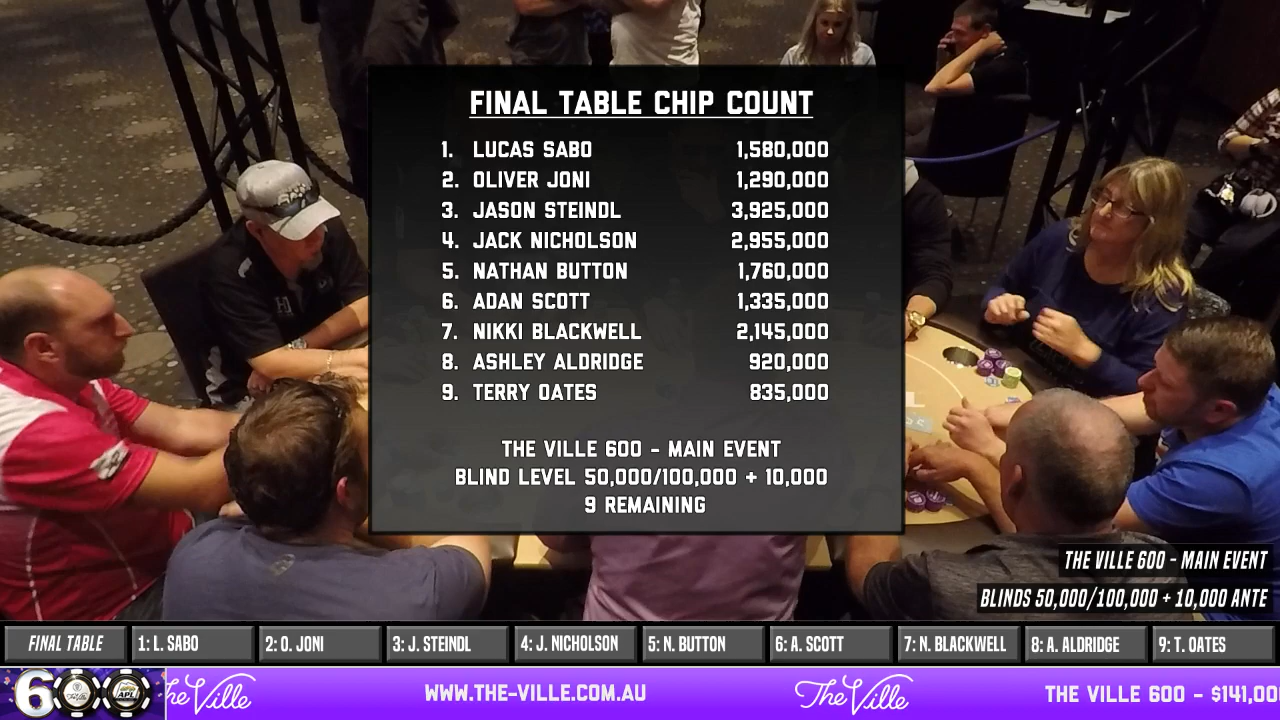 FINAL TABLE CHIP COUNT
1. LUCAS SABO 1,580,000
2. OLIVER JONI 1,290,000
3. JASON STEINDL 3,925,000
4. JACK NICHOLSON 2,955,000
5. NATHAN BUTTON 1,760,000
6. ADAN SCOTT 1,335,000
7. NIKKI BLACKWELL 2,145,000
8. ASHLEY ALDRIDGE 920,000
9. TERRY OATES 835,000
THE VILLE 600 - MAIN EVENT
BLIND LEVEL 50,000/100,000 + 10,000
9 REMAINING
THE VILLE 600 - MAIN EVENT
BLINDS 50,000/100,000 + 10,000 ANTE
FINAL TABLE 1: L. SABO 2: O. JONI 3: J. STEINDL 4: J. NICHOLSON 5: N. BUTTON 6: A. SCOTT 7: N. BLACKWELL 8: A. ALDRIDGE 9: T. OATES
600 APL The Ville WWW.THE-VILLE.COM.AU The Ville THE VILLE 600 - $141,00